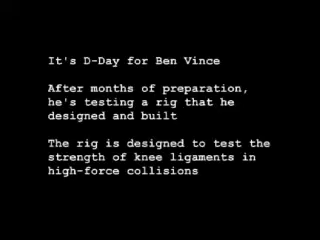 It's D-Day for Ben Vince
After months of preparation,
he's testing a rig that he
designed and built
The rig is designed to test the
strength of knee ligaments in
high-force collisions